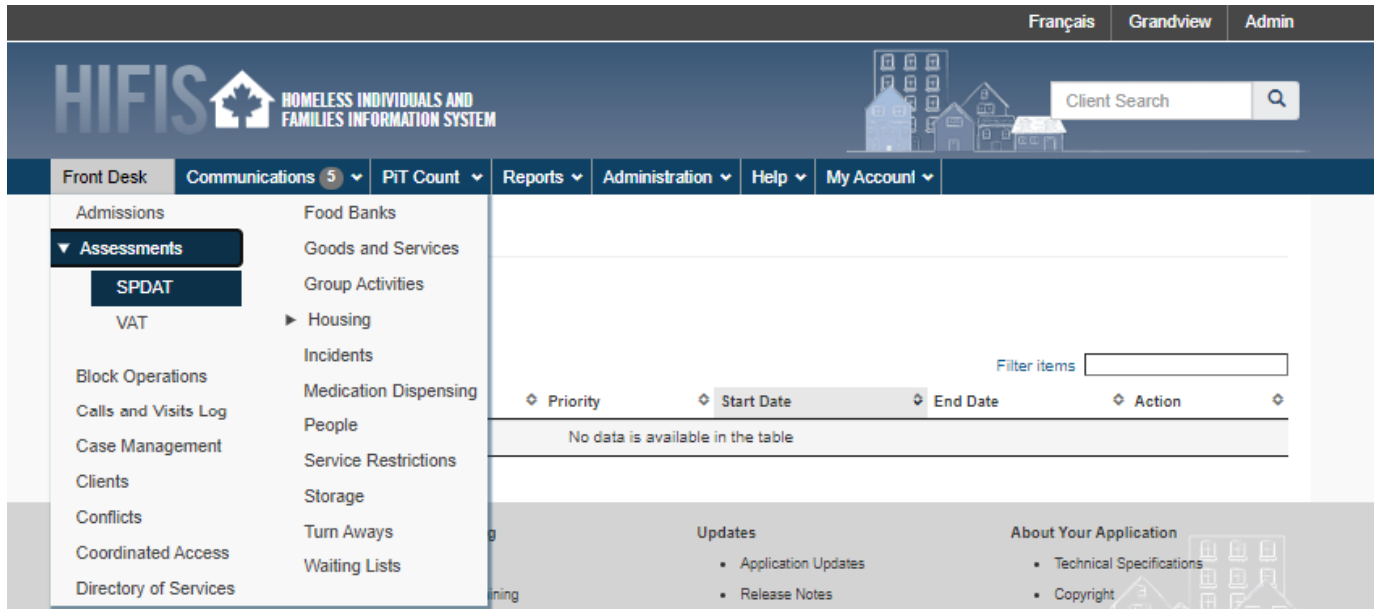 Français Grandview Admin
HIFIS HOMELESS INDIVIDUALS AND
FAMILIES INFORMATION SYSTEM
Client Search
Front Desk Communications 5 PiT Count Reports Administration Help My Account
Admissions
Assessments
SPDAT
VAT
Block Operations
Calls and Visits Log
Case Management
Clients
Conflicts
Coordinated Access
Directory of Services
Food Banks
Goods and Services
Group Activities
Housing
Incidents
Medication Dispensing
People
Service Restrictions
Storage
Turn Aways
Waiting Lists
Filter items
Priority Start Date End Date Action
No data is available in the table
Updates
Application Updates
Release Notes
About Your Application
Technical Specifications
Copyright